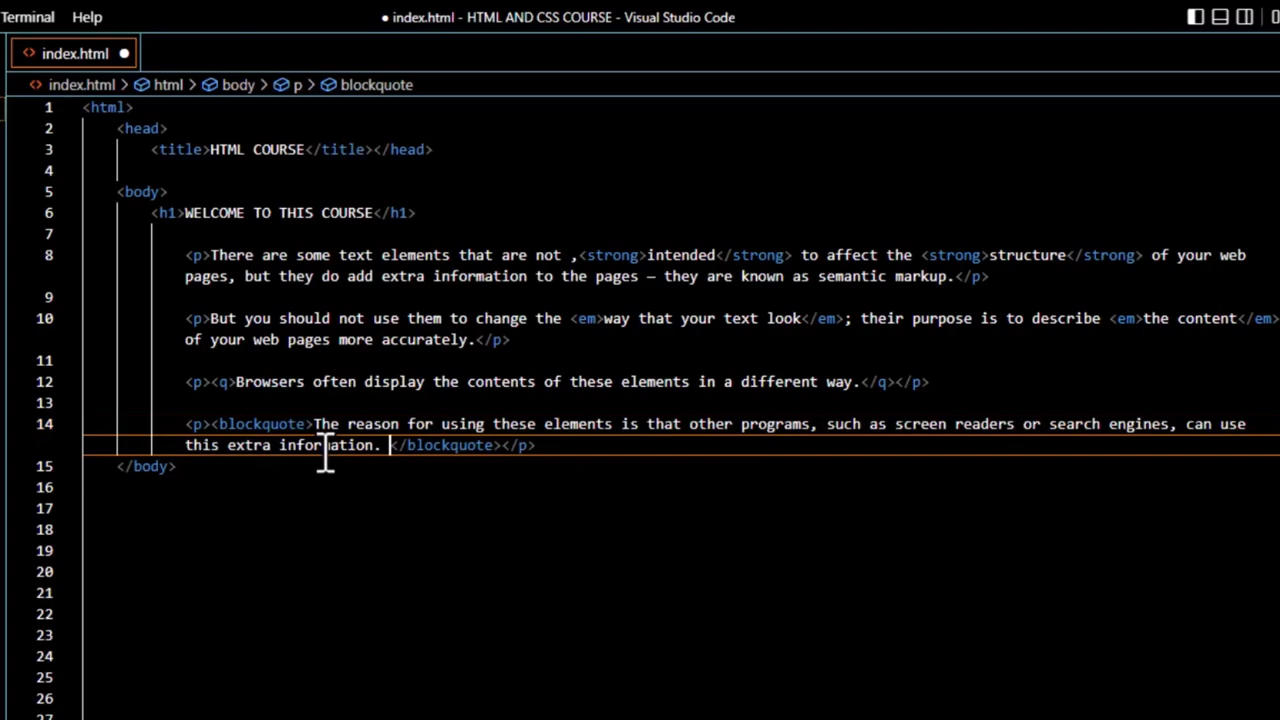 Terminal Help ● index.html - HTML AND CSS COURSE - Visual Studio Code
<> index.html ●
<> index.html > html > body > p > blockquote
1 <html>
2 <head>
3 <title>HTML COURSE</title></head>
4
5 <body>
6 <h1>WELCOME TO THIS COURSE</h1>
7
8 <p>There are some text elements that are not ,<strong>intended</strong> to affect the <strong>structure</strong> of your web
pages, but they do add extra information to the pages — they are known as semantic markup.</p>
9
10 <p>But you should not use them to change the <em>way that your text look</em>; their purpose is to describe <em>the content</em>
of your web pages more accurately.</p>
11
12 <p><q>Browsers often display the contents of these elements in a different way.</q></p>
13
14 <p><blockquote>The reason for using these elements is that other programs, such as screen readers or search engines, can use
this extra information. </blockquote></p>
15 </body>
16
17
18
19
20
21
22
23
24
25
26
27